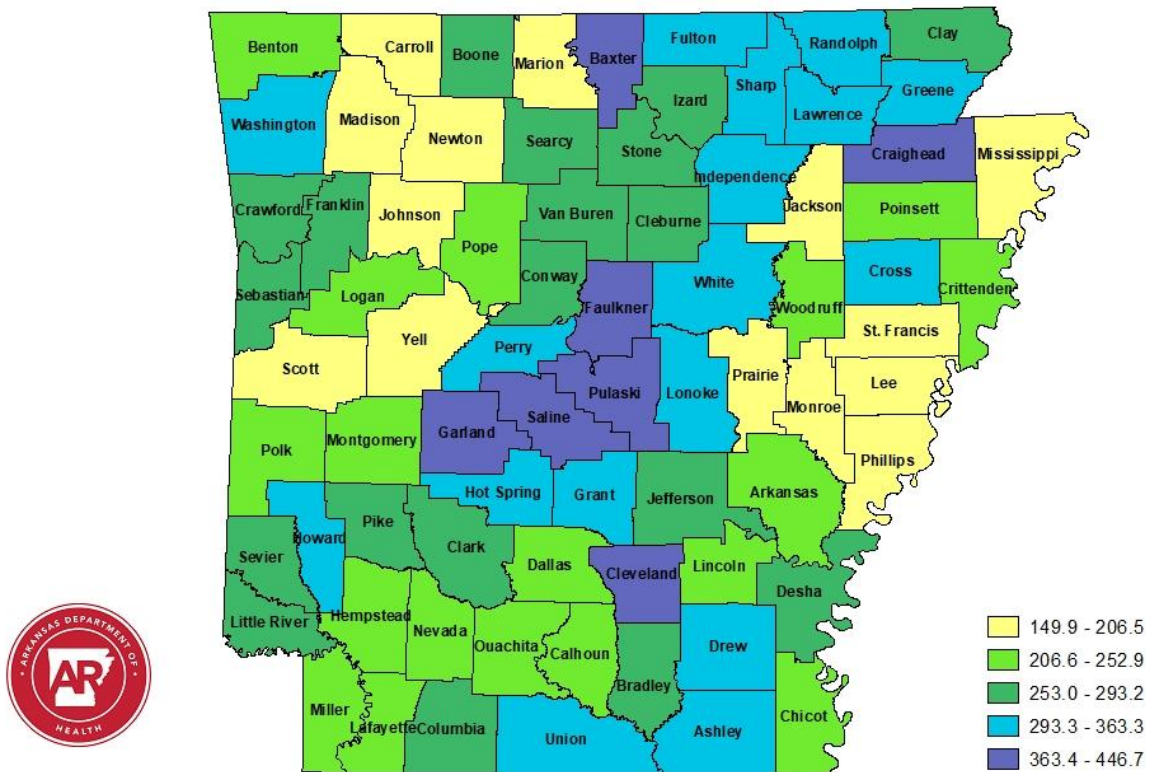 Benton
Carroll
Boone
Marion
Baxter
Fulton
Randolph
Clay
Washington
Madison
Newton
Searcy
Stone
Izard
Sharp
Lawrence
Greene
Craighead
Mississippi
Crawford
Franklin
Johnson
Pope
Van Buren
Cleburne
Independence
Jackson
Poinsett
Sebastian
Logan
Conway
Faulkner
White
Woodruff
Cross
Crittenden
Scott
Yell
Perry
Pulaski
Lonoke
Prairie
St. Francis
Lee
Monroe
Phillips
Polk
Montgomery
Garland
Saline
Hot Spring
Grant
Jefferson
Arkansas
Howard
Pike
Clark
Dallas
Cleveland
Lincoln
Desha
Sevier
Little River
Hempstead
Nevada
Ouachita
Calhoun
Bradley
Drew
Miller
Lafayette
Columbia
Union
Ashley
Chicot
ARKANSAS DEPARTMENT OF
AR
HEALTH
149.9 - 206.5
206.6 - 252.9
253.0 - 293.2
293.3 - 363.3
363.4 - 446.7